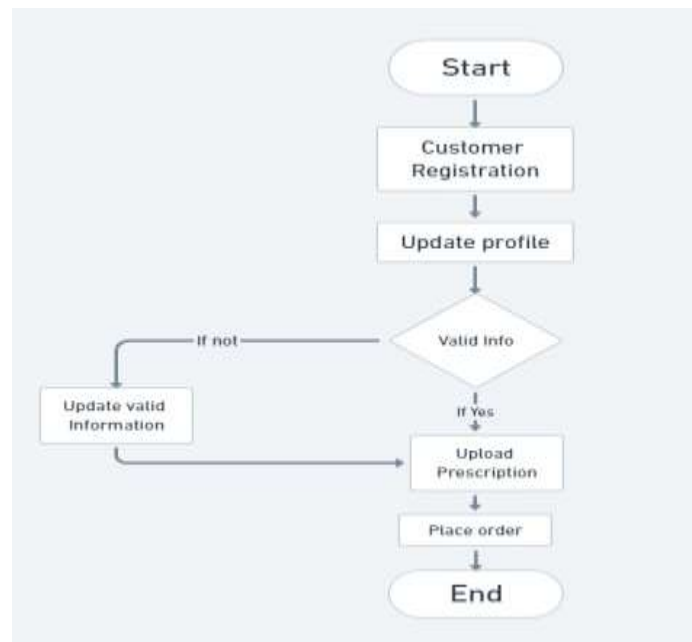 Start
Customer
Registration
Update profile
Valid Info
If not
Update valid
Information
If Yes
Upload
Prescription
Place order
End